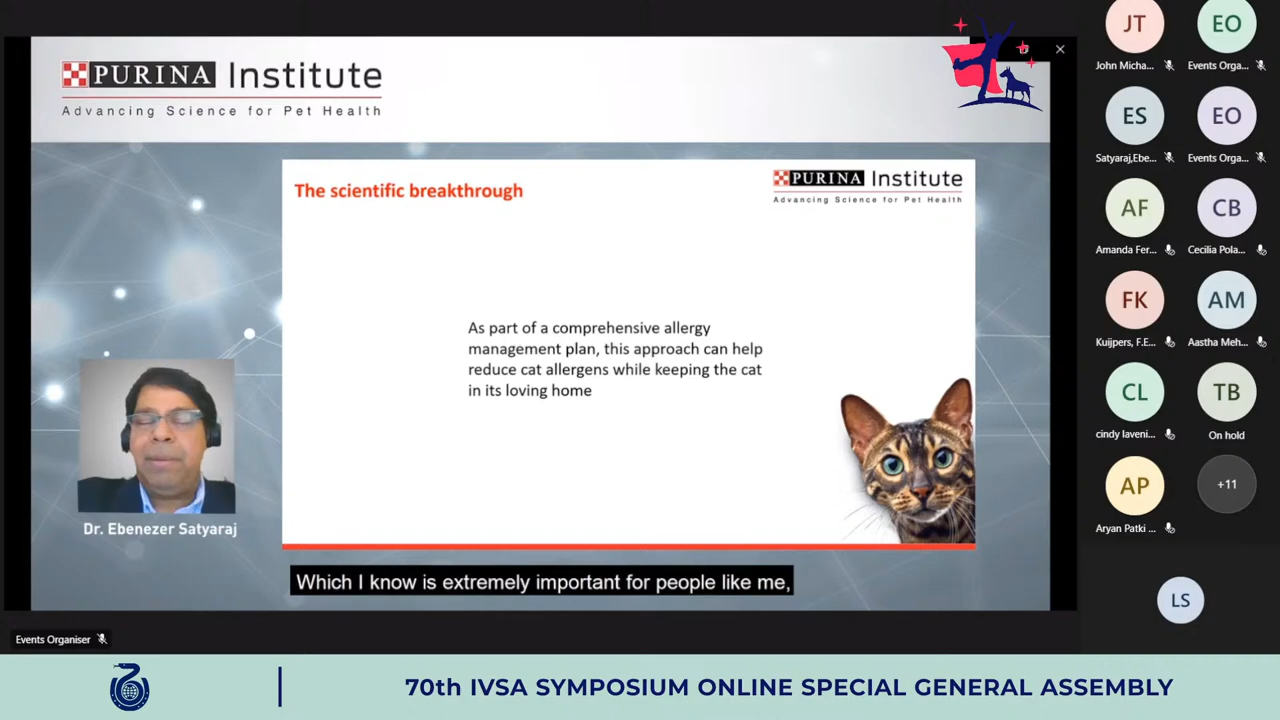 PURINA Institute
Advancing Science for Pet Health
The scientific breakthrough
PURINA Institute
Advancing Science for Pet Health
As part of a comprehensive allergy
management plan, this approach can help
reduce cat allergens while keeping the cat
in its loving home
Dr. Ebenezer Satyaraj
Which I know is extremely important for people like me,
Events Organiser
JT
EO
John Micha...
Events Orga...
ES
EO
Satyaraj,Ebe...
Events Orga...
AF
CB
Amanda Fer...
Cecilia Pola...
FK
AM
Kuijpers, F.E...
Aastha Meh...
CL
TB
cindy laveni...
On hold
AP
+11
Aryan Patki ...
LS
70th IVSA SYMPOSIUM ONLINE SPECIAL GENERAL ASSEMBLY